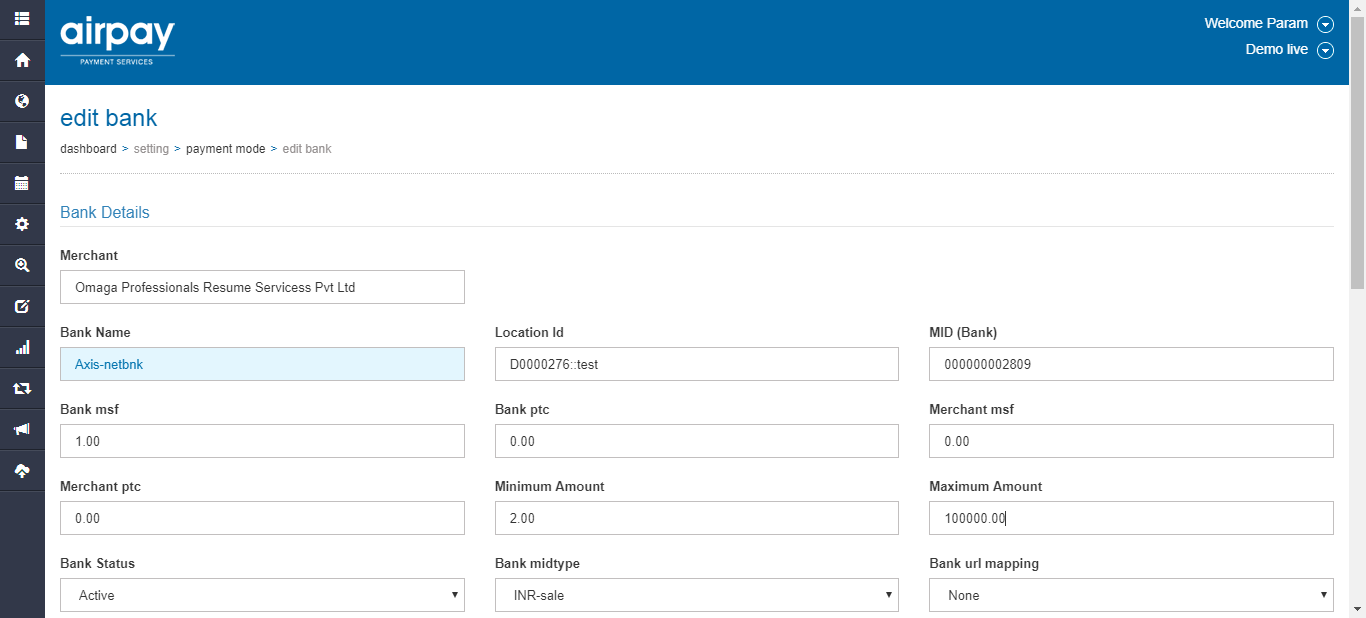 airpay
PAYMENT SERVICES
Welcome Param
Demo live
edit bank
dashboard > setting > payment mode > edit bank
Bank Details
Merchant
Omaga Professionals Resume Servicess Pvt Ltd
Bank Name Location Id MID (Bank)
Axis-netbnk D0000276::test 000000002809
Bank msf Bank ptc Merchant msf
1.00 0.00 0.00
Merchant ptc Minimum Amount Maximum Amount
0.00 2.00 100000.00
Bank Status Bank midtype Bank url mapping
Active INR-sale None